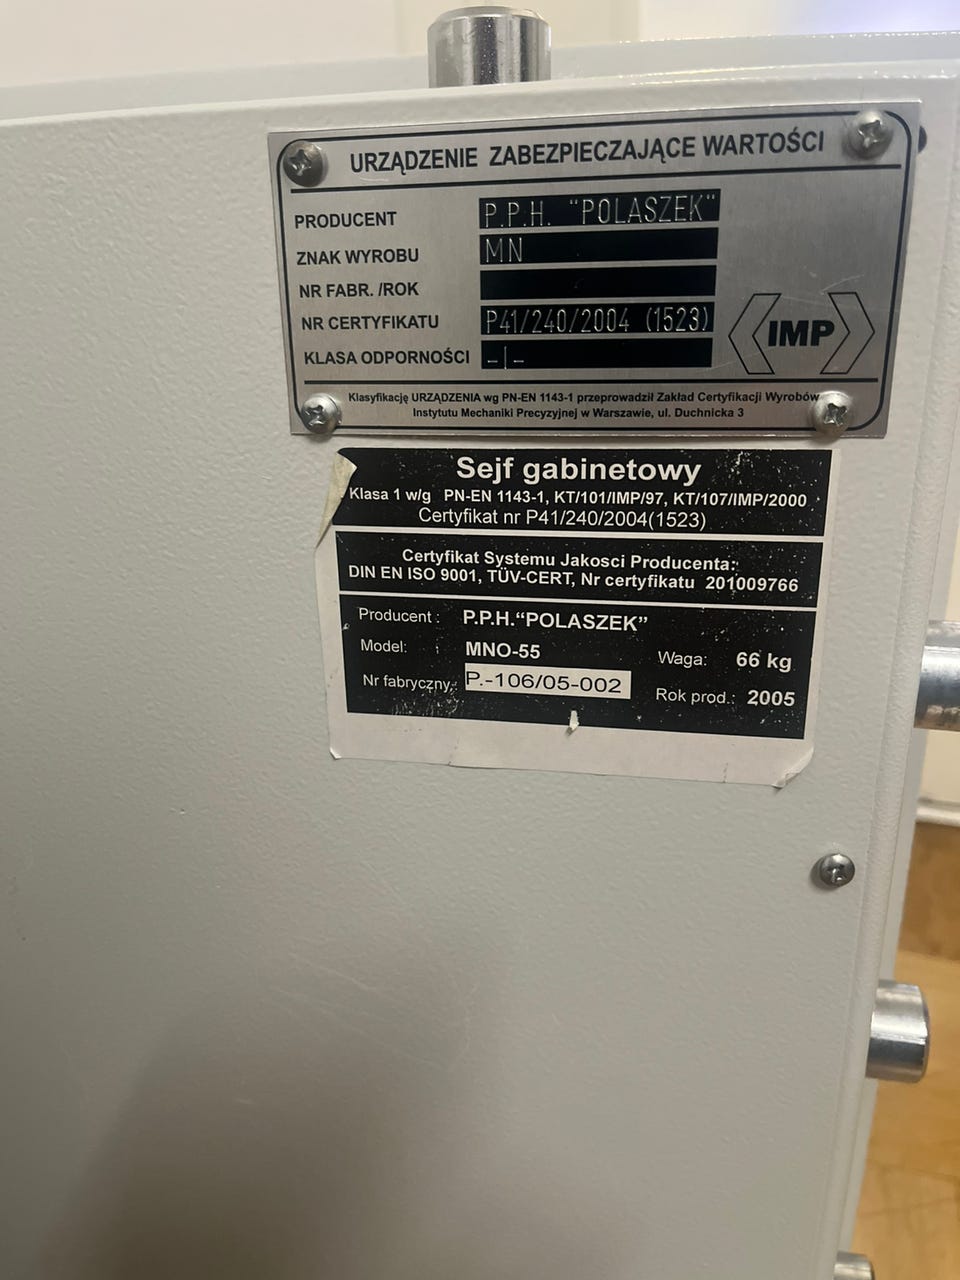 URZĄDZENIE ZABEZPIECZAJĄCE WARTOŚCI
PRODUCENT P.P.H. "POLASZEK"
ZNAK WYROBU MN
NR FABR. /ROK
NR CERTYFIKATU P41/240/2004 (1523)
KLASA ODPORNOŚCI -|-
IMP
Klasyfikację URZĄDZENIA wg PN-EN 1143-1 przeprowadził Zakład Certyfikacji Wyrobów
Instytutu Mechaniki Precyzyjnej w Warszawie, ul. Duchnicka 3
Sejf gabinetowy
Klasa 1 w/g PN-EN 1143-1, KT/101/IMP/97, KT/107/IMP/2000
Certyfikat nr P41/240/2004(1523)
Certyfikat Systemu Jakosci Producenta:
DIN EN ISO 9001, TÜV-CERT, Nr certyfikatu 201009766
Producent : P.P.H.“POLASZEK”
Model: MNO-55 Waga: 66 kg
Nr fabryczny: P.-106/05-002 Rok prod.: 2005